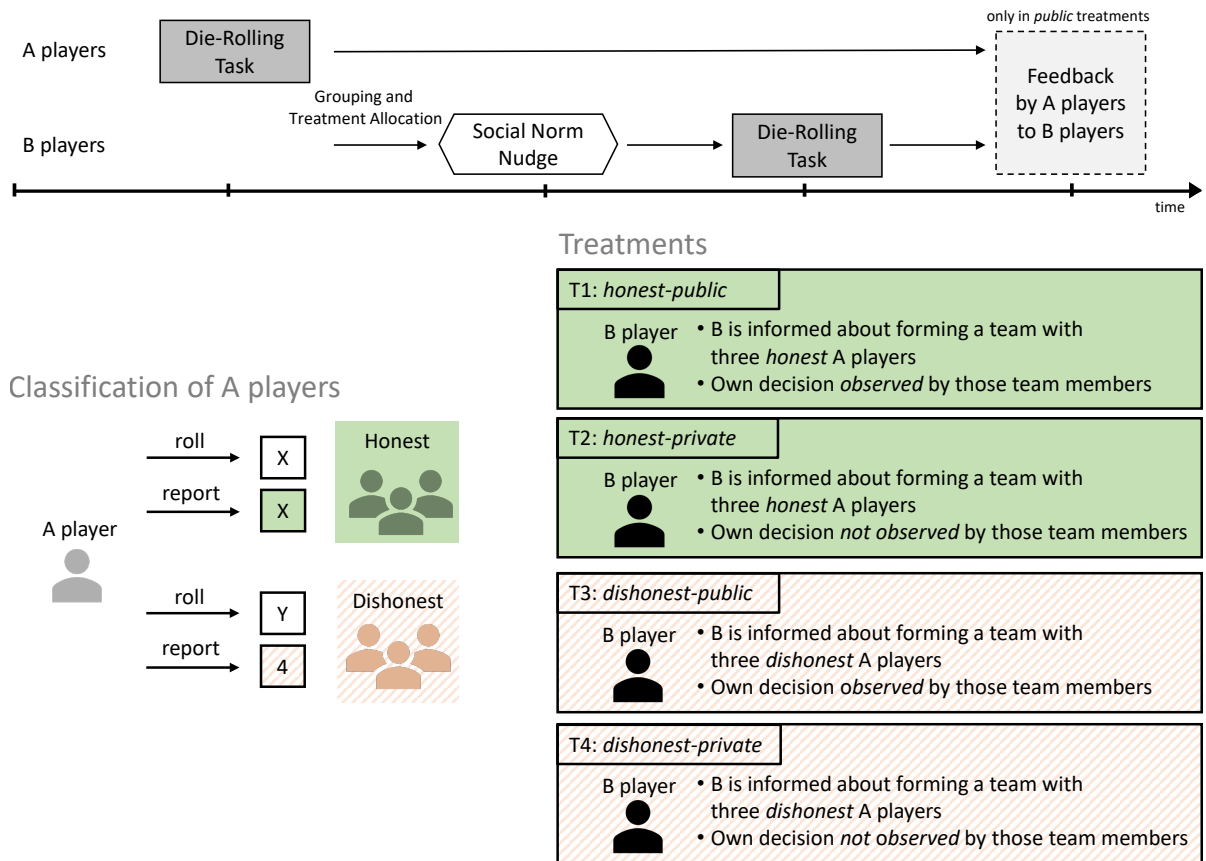 only in public treatments
A players
Die-Rolling
Task
Feedback
by A players
to B players
Grouping and
Treatment Allocation
B players
Social Norm
Nudge
Die-Rolling
Task
time
Treatments
T1: honest-public
B player
• B is informed about forming a team with
three honest A players
• Own decision observed by those team members
Classification of A players
roll
X
report
X
Honest
A player
roll
Y
report
4
Dishonest
T2: honest-private
B player
• B is informed about forming a team with
three honest A players
• Own decision not observed by those team members
T3: dishonest-public
B player
• B is informed about forming a team with
three dishonest A players
• Own decision observed by those team members
T4: dishonest-private
B player
• B is informed about forming a team with
three dishonest A players
• Own decision not observed by those team members